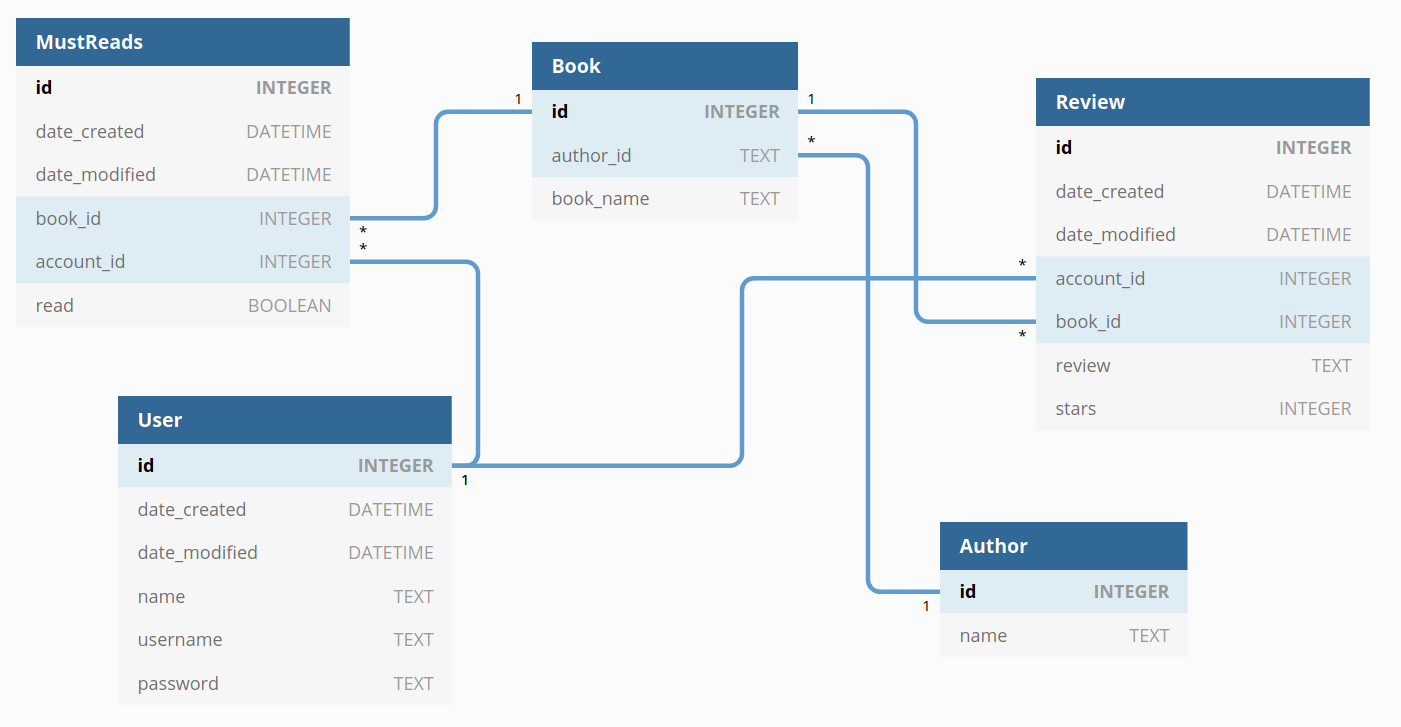 MustReads
id INTEGER
date_created DATETIME
date_modified DATETIME
book_id INTEGER
*
*
account_id INTEGER
read BOOLEAN
Book
1
1
id INTEGER
*
author_id TEXT
book_name TEXT
Review
id INTEGER
date_created DATETIME
date_modified DATETIME
*
account_id INTEGER
book_id INTEGER
*
review TEXT
stars INTEGER
User
id INTEGER
1
date_created DATETIME
date_modified DATETIME
name TEXT
username TEXT
password TEXT
Author
id INTEGER
1
name TEXT